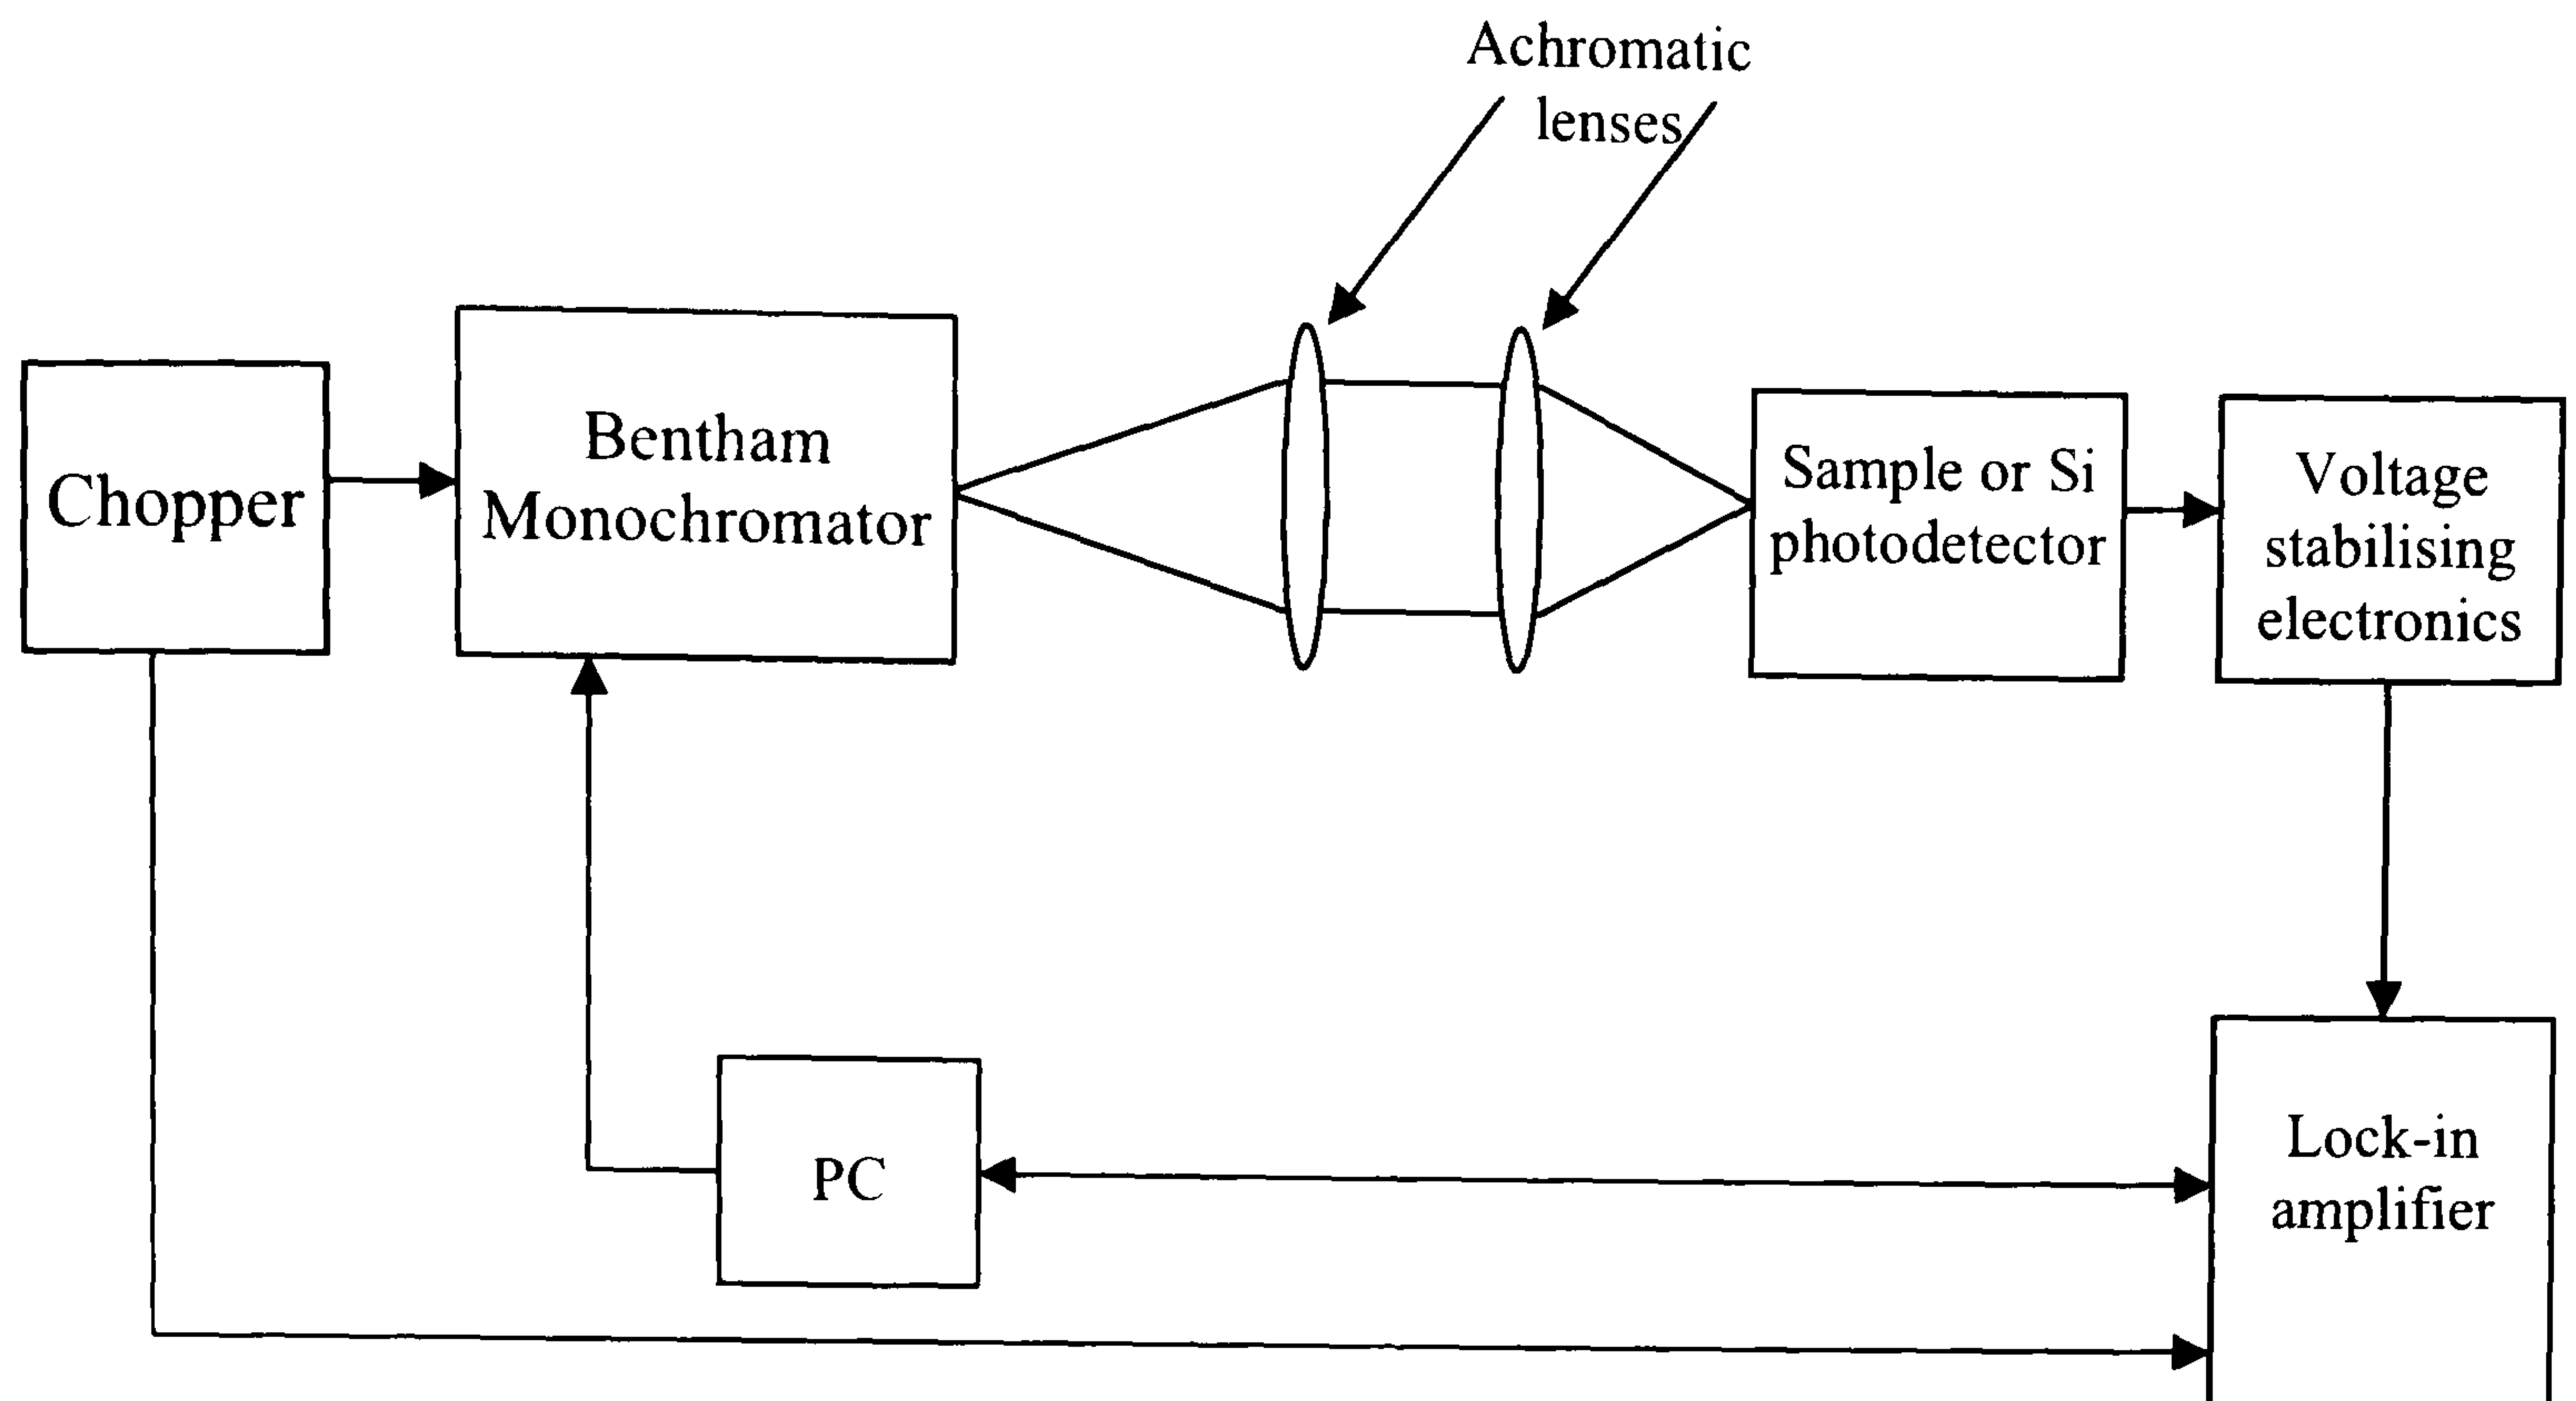 Achromatic
lenses
Chopper
Bentham
Monochromator
Sample or Si
photodetector
Voltage
stabilising
electronics
PC
Lock-in
amplifier